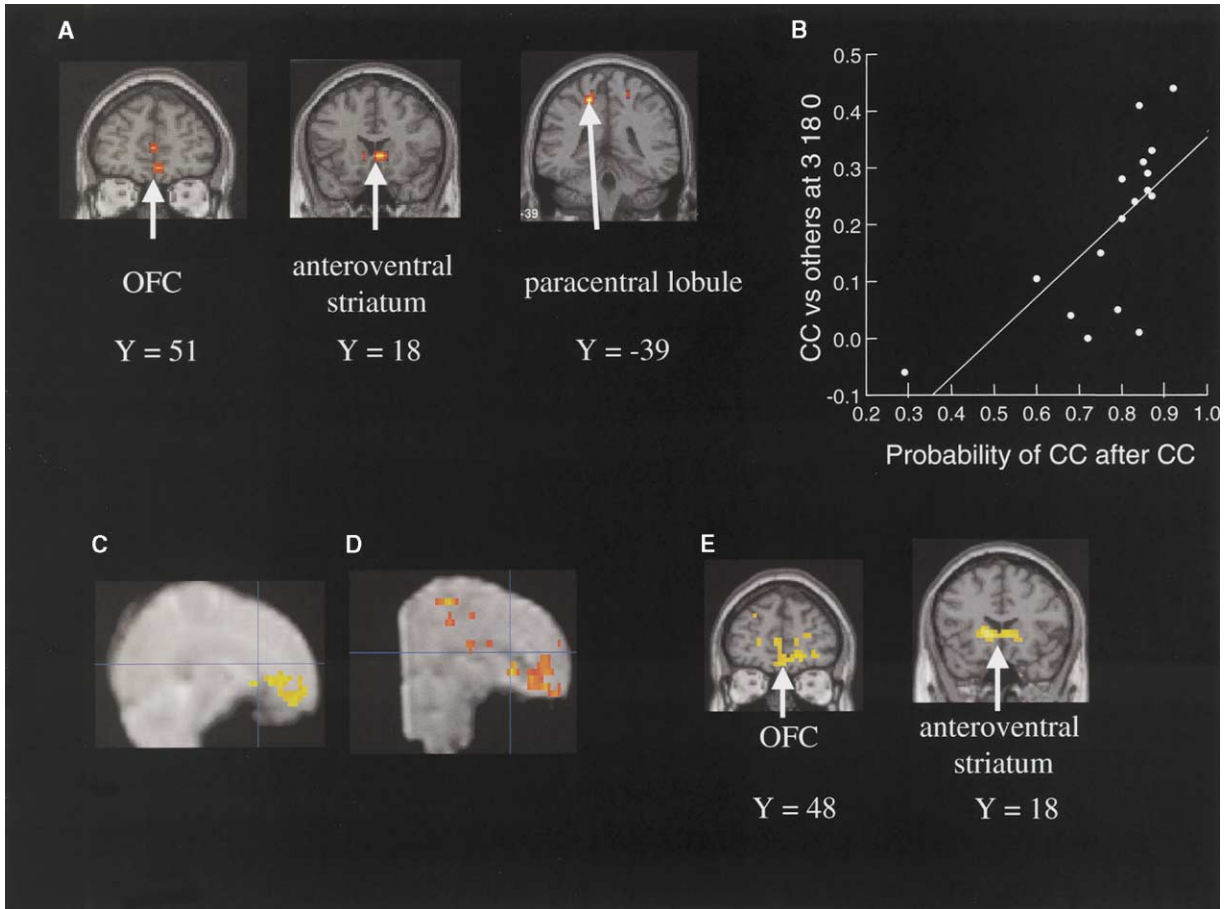 A
OFC
Y = 51
anteroventral
striatum
Y = 18
-39
paracentral lobule
Y = -39
B
CC vs others at 3 18 0
0.5
0.4
0.3
0.2
0.1
0.0
-0.1
0.2 0.3 0.4 0.5 0.6 0.7 0.8 0.9 1.0
Probability of CC after CC
C
D
E
OFC
Y = 48
anteroventral
striatum
Y = 18